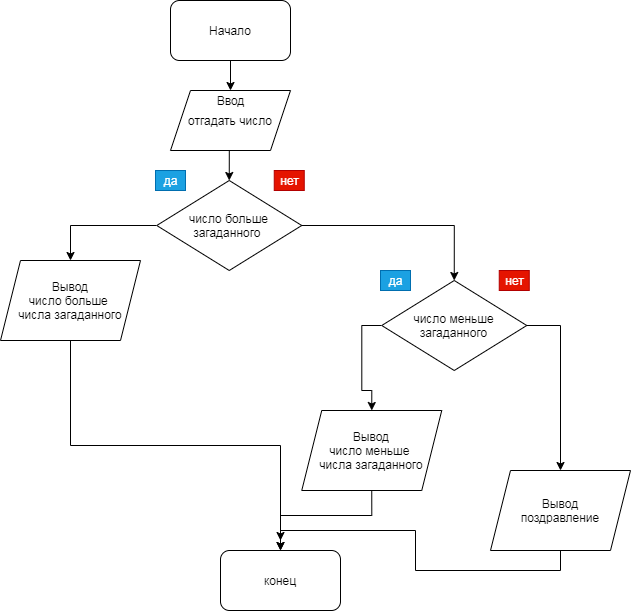 Начало
Ввод
отгадать число
да
нет
число больше
загаданного
Вывод
число больше
числа загаданного
да
нет
число меньше
загаданного
Вывод
число меньше
числа загаданного
Вывод
поздравление
конец